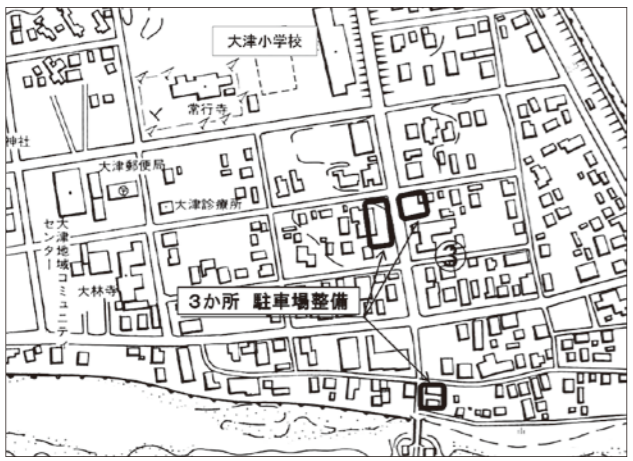 大津小学校
常行寺
神社
大津郵便局
大津診療所
大津地域コミュニティ
センター
大林寺
③
3か所 駐車場整備